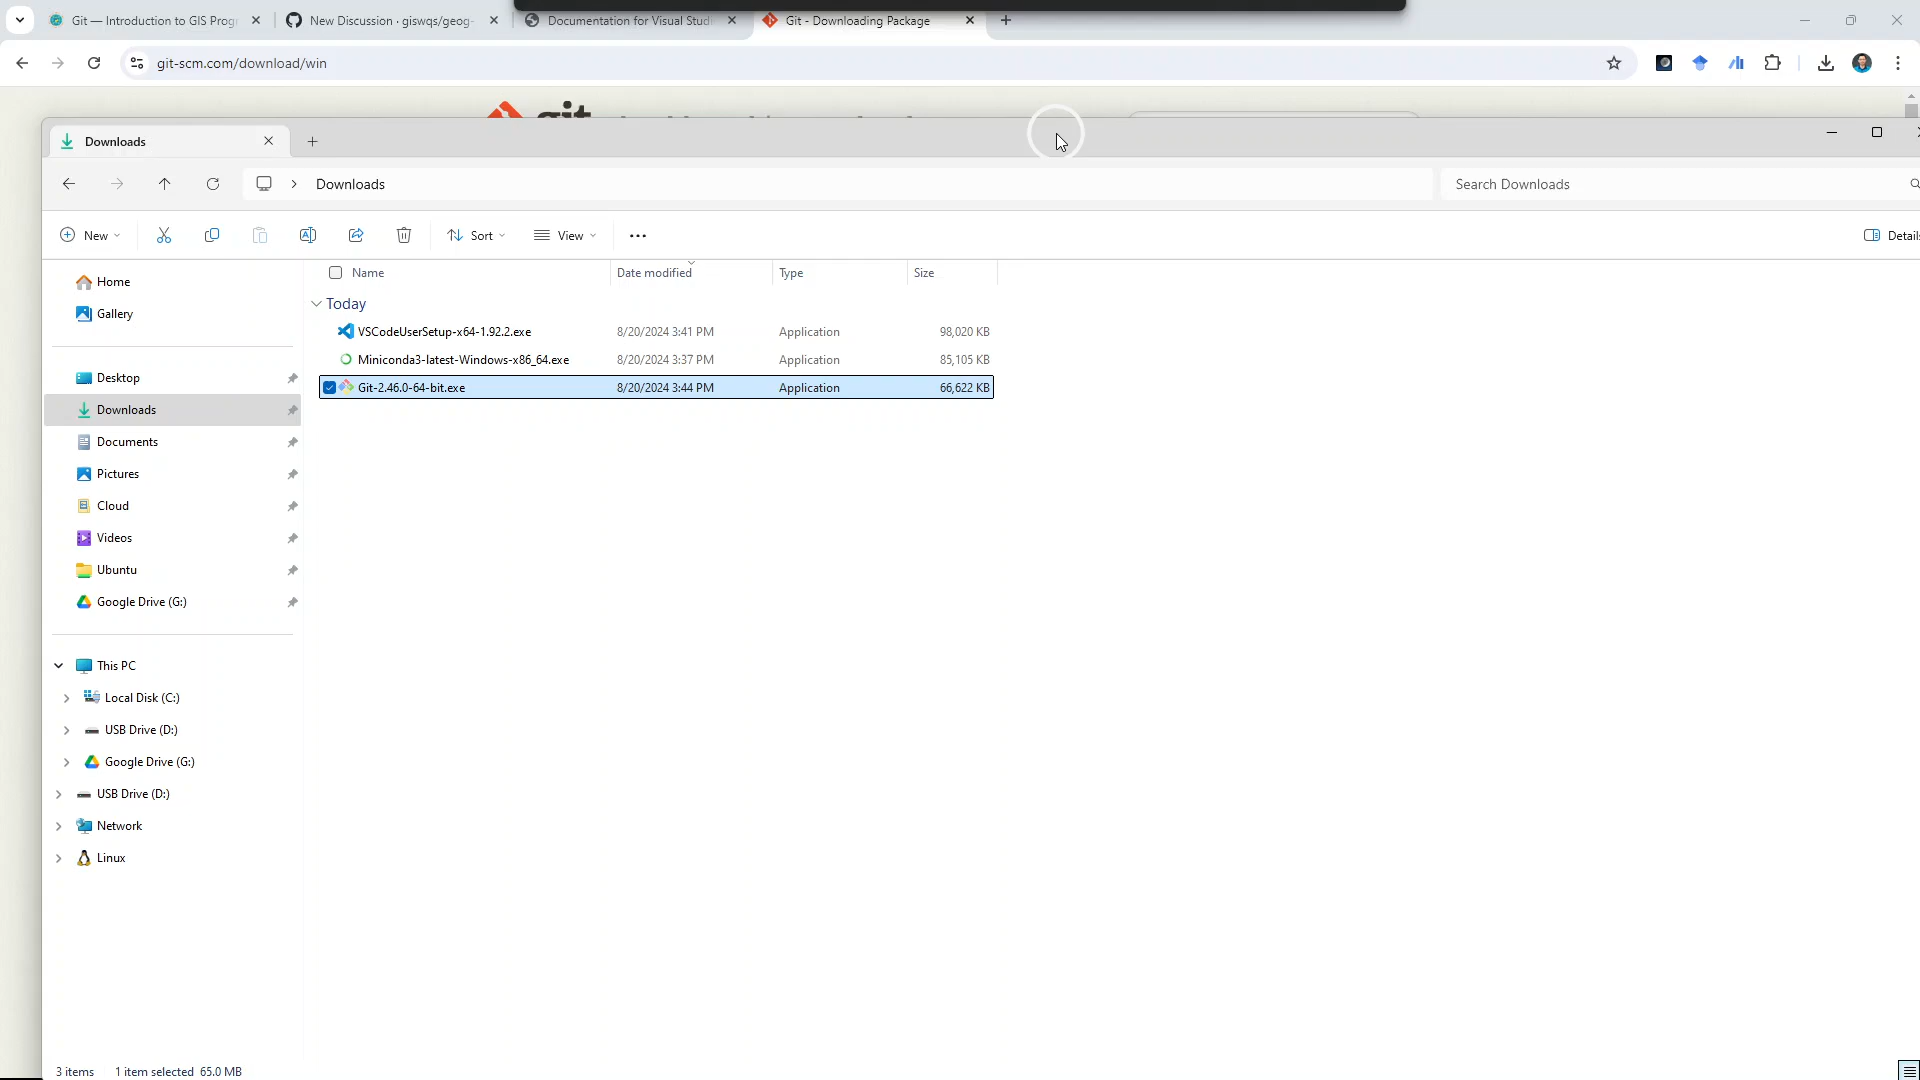 Git — Introduction to GIS Progr
New Discussion · giswqs/geog-
Documentation for Visual Studi
Git - Downloading Package
git-scm.com/download/win
git
Downloads
Downloads
Search Downloads
New
Sort
View
Details
Name
Date modified
Type
Size
Home
Gallery
Today
VSCodeUserSetup-x64-1.92.2.exe
8/20/2024 3:41 PM
Application
98,020 KB
Miniconda3-latest-Windows-x86_64.exe
8/20/2024 3:37 PM
Application
85,105 KB
Git-2.46.0-64-bit.exe
8/20/2024 3:44 PM
Application
66,622 KB
Desktop
Downloads
Documents
Pictures
Cloud
Videos
Ubuntu
Google Drive (G:)
This PC
Local Disk (C:)
USB Drive (D:)
Google Drive (G:)
USB Drive (D:)
Network
Linux
3 items
1 item selected 65.0 MB